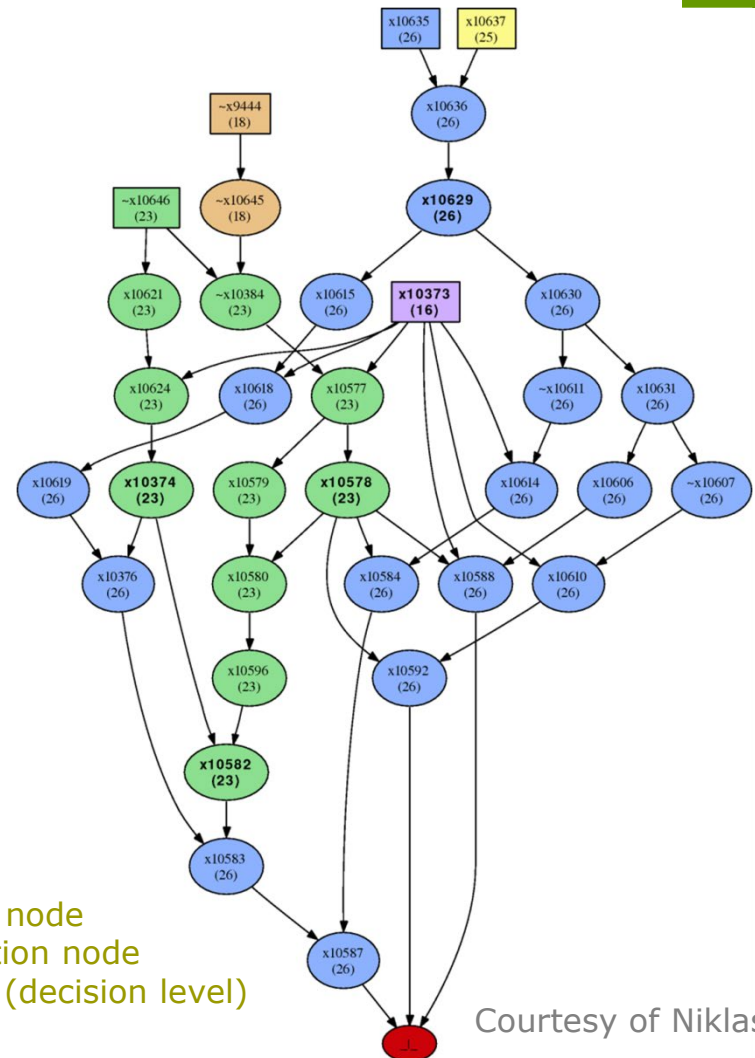 x10635
(26)
x10637
(25)
~x9444
(18)
x10636
(26)
~x10646
(23)
~x10645
(18)
x10629
(26)
x10621
(23)
~x10384
(23)
x10615
(26)
x10373
(16)
x10630
(26)
x10624
(23)
x10618
(26)
x10577
(23)
~x10611
(26)
x10631
(26)
x10619
(26)
x10374
(23)
x10579
(23)
x10578
(23)
x10614
(26)
x10606
(26)
~x10607
(26)
x10376
(26)
x10580
(23)
x10584
(26)
x10588
(26)
x10610
(26)
x10596
(23)
x10592
(26)
x10582
(23)
x10583
(26)
node
tion node
(decision level)
x10587
(26)
Courtesy of Niklas